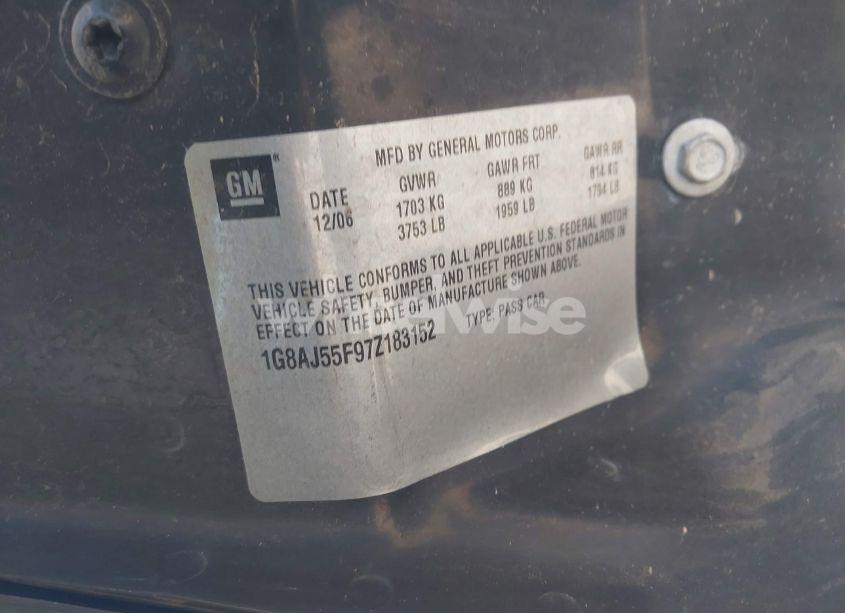 GM
MFD BY GENERAL MOTORS CORP.
DATE GVWR GAWR FRT GAWR RR
12/06 1703 KG 889 KG 814 KG
3753 LB 1959 LB 1794 LB
THIS VEHICLE CONFORMS TO ALL APPLICABLE U.S. FEDERAL MOTOR
VEHICLE SAFETY, BUMPER, AND THEFT PREVENTION STANDARDS IN
EFFECT ON THE DATE OF MANUFACTURE SHOWN ABOVE.
1G8AJ55F97Z183152 TYPE: PASS CAR